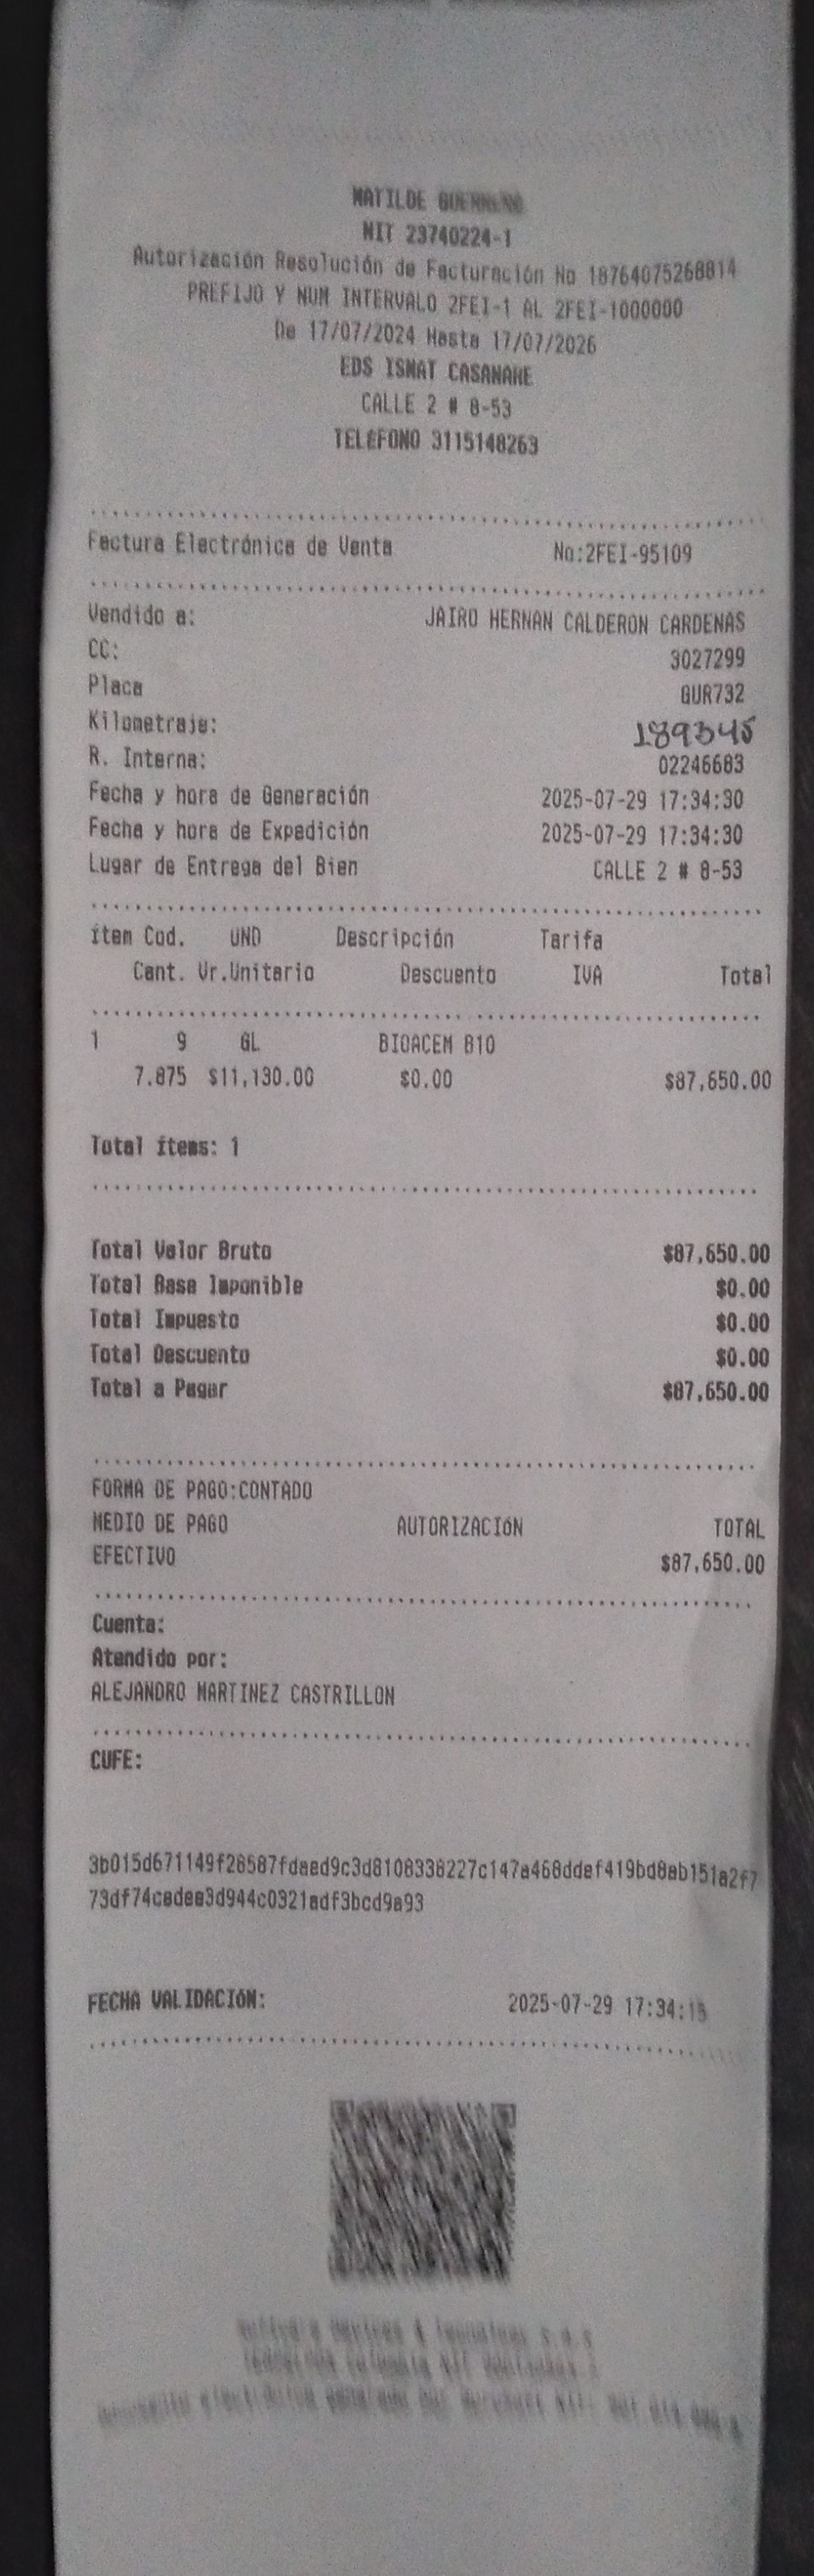 MATILDE GUERRERO
NIT 23740224-1
Autorización Resolución de Facturación No 18764075268814
PREFIJO Y NUM INTERVALO 2FEI-1 AL 2FEI-1000000
De 17/07/2024 Hasta 17/07/2026
EDS ISMAT CASANARE
CALLE 2 # 8-53
TELÉFONO 3115148263
Factura Electrónica de Venta No:2FEI-95109
Vendido a: JAIRO HERNAN CALDERON CARDENAS
CC: 3027299
Placa GUR732
Kilometraje: 189345
R. Interna: 02246683
Fecha y hora de Generación 2025-07-29 17:34:30
Fecha y hora de Expedición 2025-07-29 17:34:30
Lugar de Entrega del Bien CALLE 2 # 8-53
Ítem Cod. UND Descripción Tarifa
Cant. Vr.Unitario Descuento IVA Total
1 9 GL BIOACEM B10
7.875 $11,130.00 $0.00 $87,650.00
Total ítems: 1
Total Valor Bruto $87,650.00
Total Base Imponible $0.00
Total Impuesto $0.00
Total Descuento $0.00
Total a Pagar $87,650.00
FORMA DE PAGO:CONTADO
MEDIO DE PAGO AUTORIZACIÓN TOTAL
EFECTIVO $87,650.00
Cuenta:
Atendido por:
ALEJANDRO MARTINEZ CASTRILLON
CUFE:
3b015d671149f26587fdaed9c3d8108338227c147a468ddef419bd8ab151a2f7
73df74cedee3d944c0321adf3bcd9a93
FECHA VALIDACIÓN: 2025-07-29